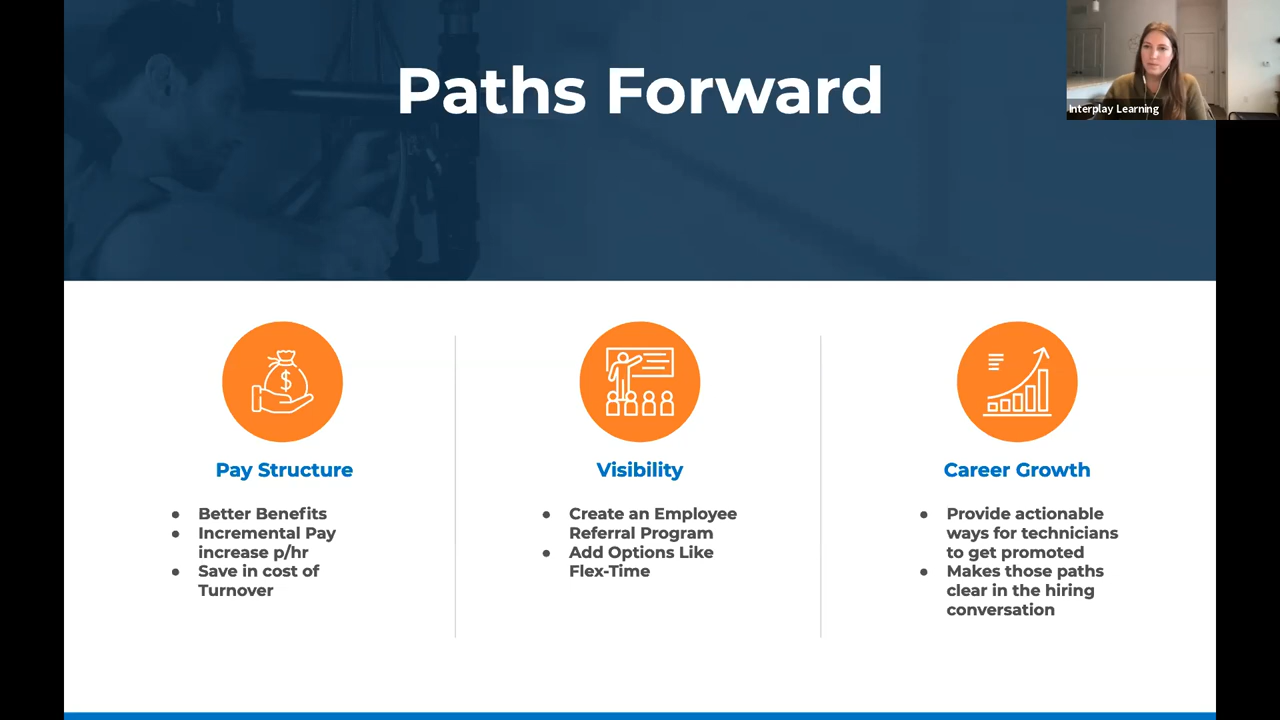 Paths Forward
Interplay Learning
$
Pay Structure
● Better Benefits
● Incremental Pay
increase p/hr
● Save in cost of
Turnover
Visibility
● Create an Employee
Referral Program
● Add Options Like
Flex-Time
Career Growth
● Provide actionable
ways for technicians
to get promoted
● Makes those paths
clear in the hiring
conversation